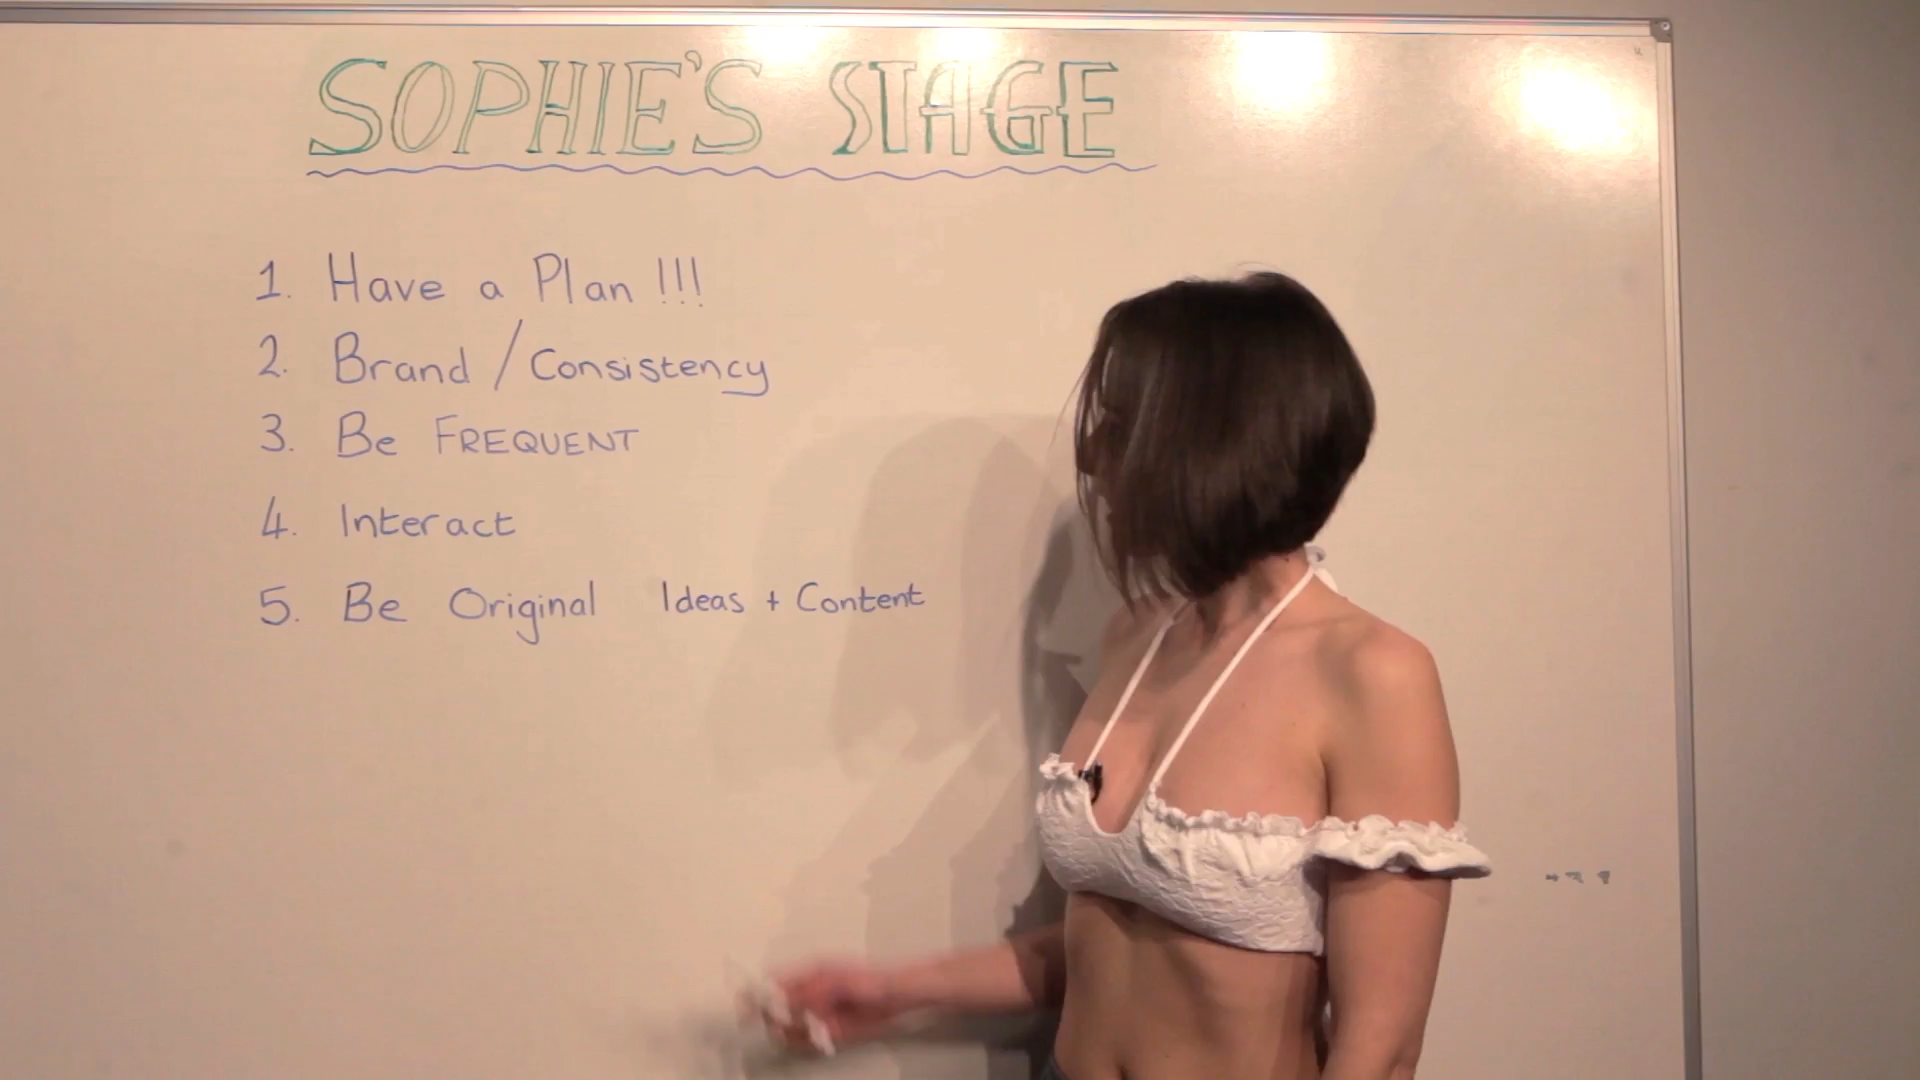 SOPHIE'S STAGE
1. Have a Plan !!!
2. Brand / Consistency
3. Be FREQUENT
4. Interact
5. Be Original Ideas + Content